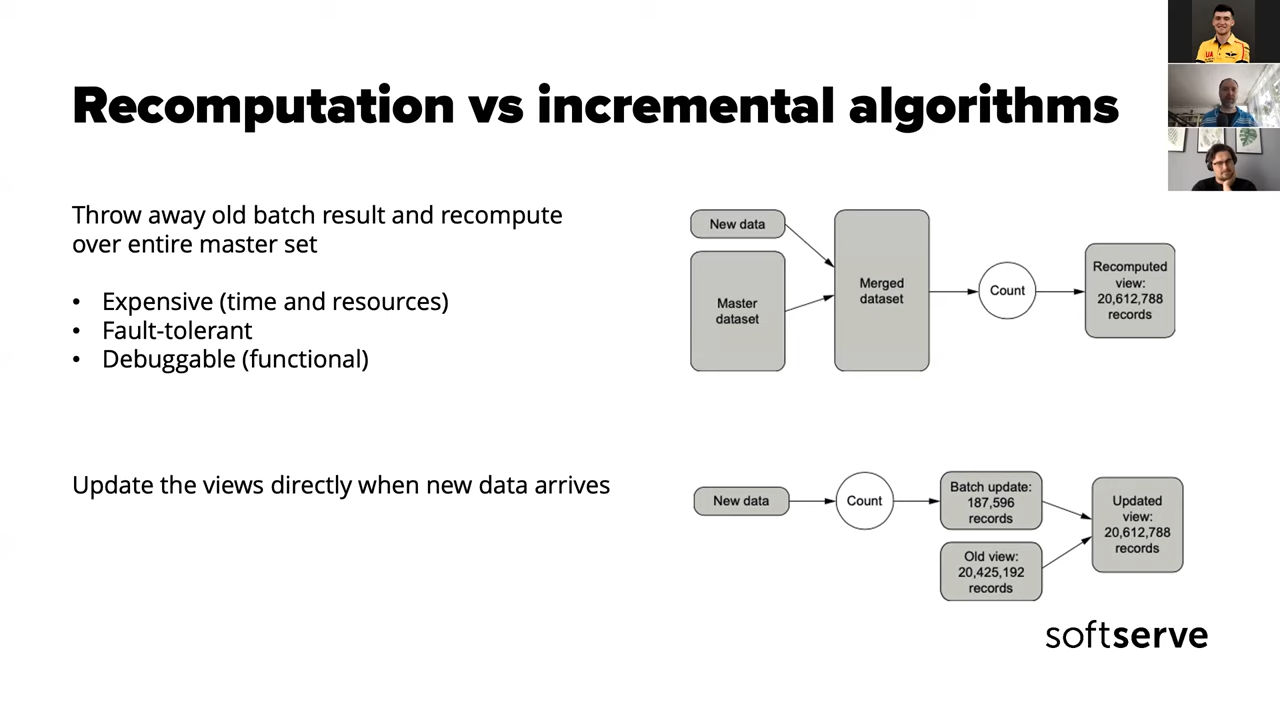 Recomputation vs incremental algorithms
Throw away old batch result and recompute
over entire master set
• Expensive (time and resources)
• Fault-tolerant
• Debuggable (functional)
New data
Master
dataset
Merged
dataset
Count
Recomputed
view:
20,612,788
records
Update the views directly when new data arrives
New data
Count
Batch update:
187,596
records
Old view:
20,425,192
records
Updated
view:
20,612,788
records
softserve
UA